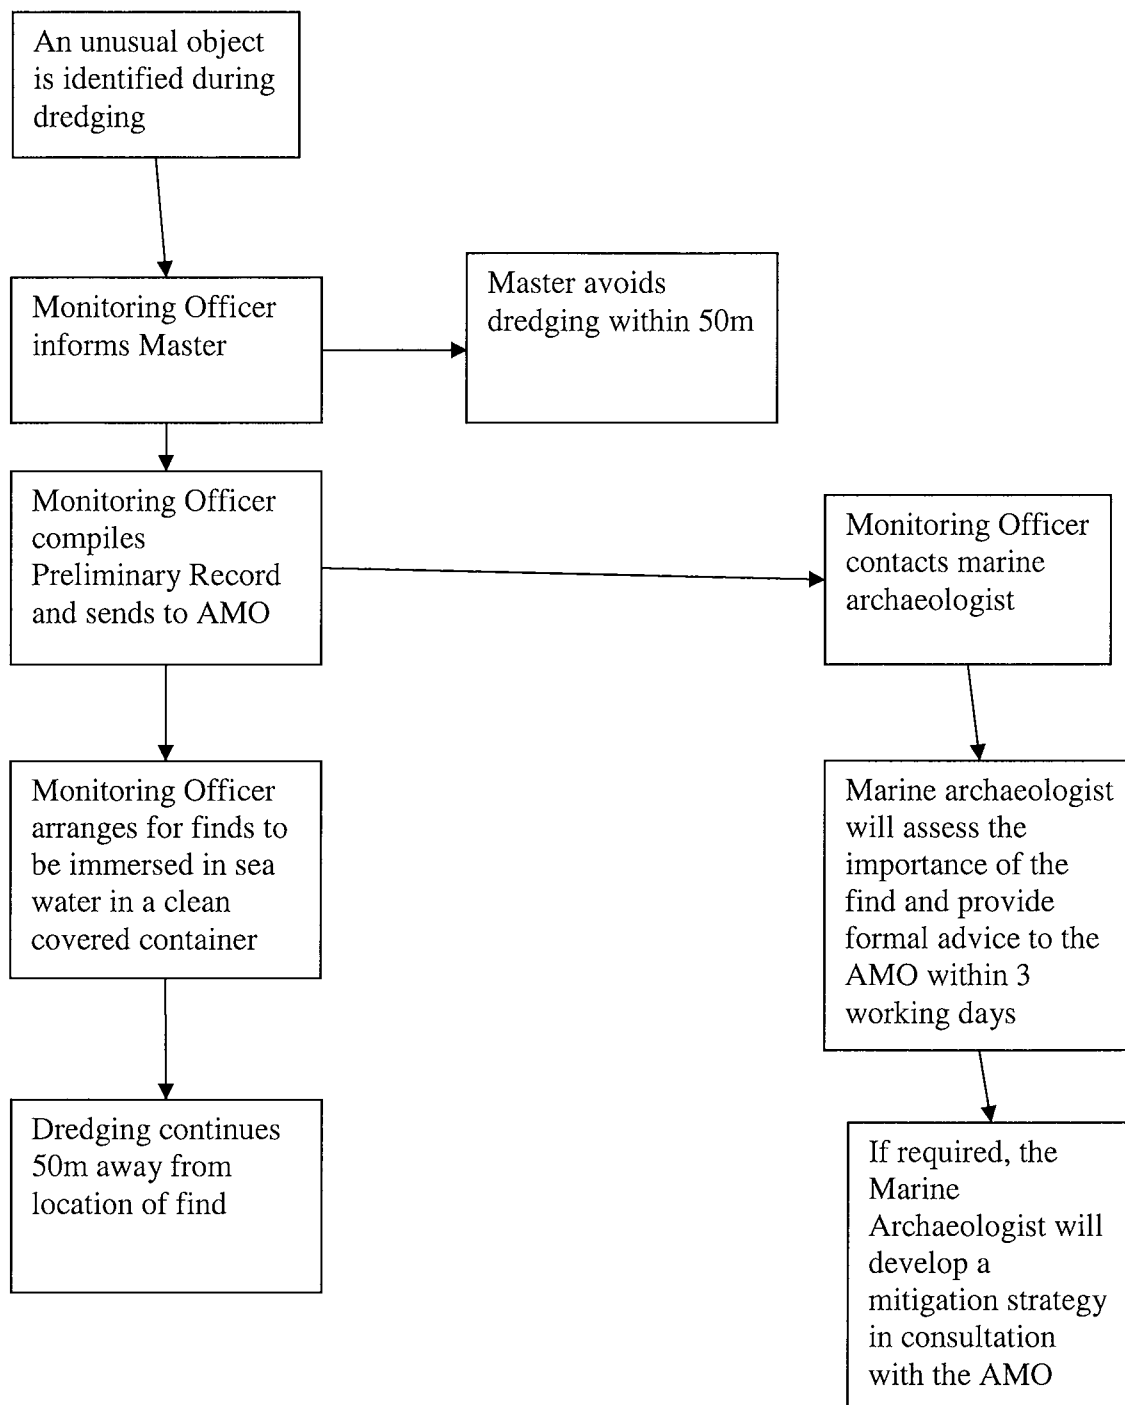 An unusual object
is identified during
dredging
Monitoring Officer
informs Master
Master avoids
dredging within 50m
Monitoring Officer
compiles
Preliminary Record
and sends to AMO
Monitoring Officer
contacts marine
archaeologist
Monitoring Officer
arranges for finds to
be immersed in sea
water in a clean
covered container
Marine archaeologist
will assess the
importance of the
find and provide
formal advice to the
AMO within 3
working days
Dredging continues
50m away from
location of find
If required, the
Marine
Archaeologist will
develop a
mitigation strategy
in consultation
with the AMO